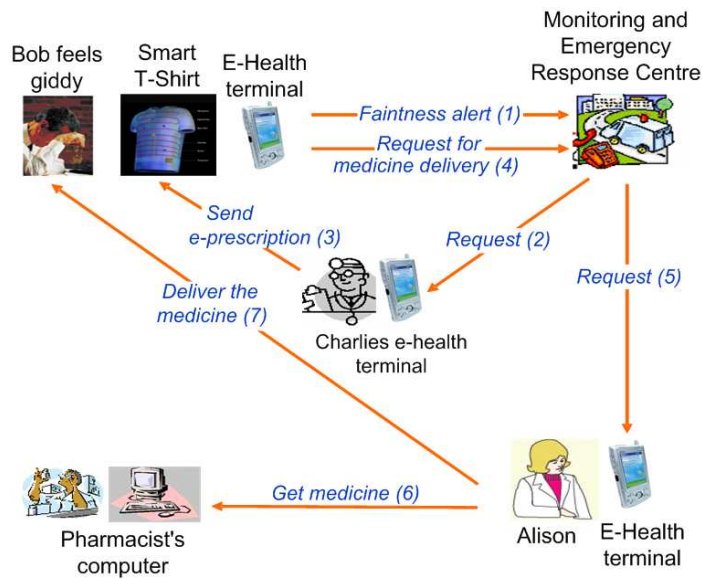 Bob feels
giddy
Smart
T-Shirt
E-Health
terminal
Monitoring and
Emergency
Response Centre
Faintness alert (1)
Request for
medicine delivery (4)
Send
e-prescription (3)
Request (2)
Request (5)
Deliver the
medicine (7)
Charlies e-health
terminal
Get medicine (6)
Pharmacist's
computer
Alison
E-Health
terminal